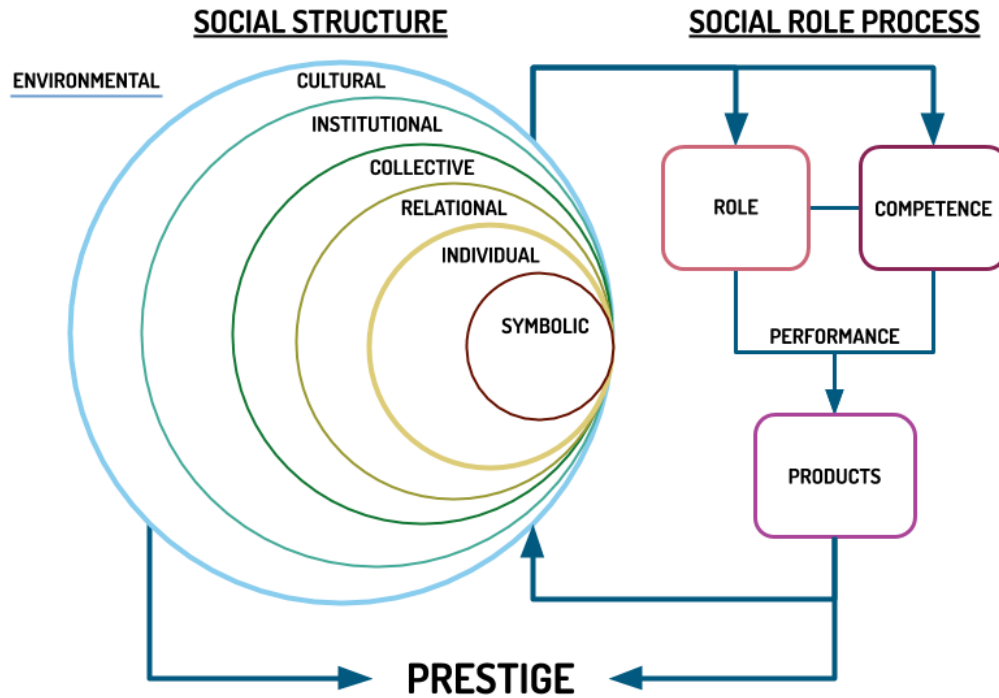 SOCIAL STRUCTURE
SOCIAL ROLE PROCESS
ENVIRONMENTAL
CULTURAL
INSTITUTIONAL
COLLECTIVE
RELATIONAL
INDIVIDUAL
SYMBOLIC
ROLE
COMPETENCE
PERFORMANCE
PRODUCTS
PRESTIGE